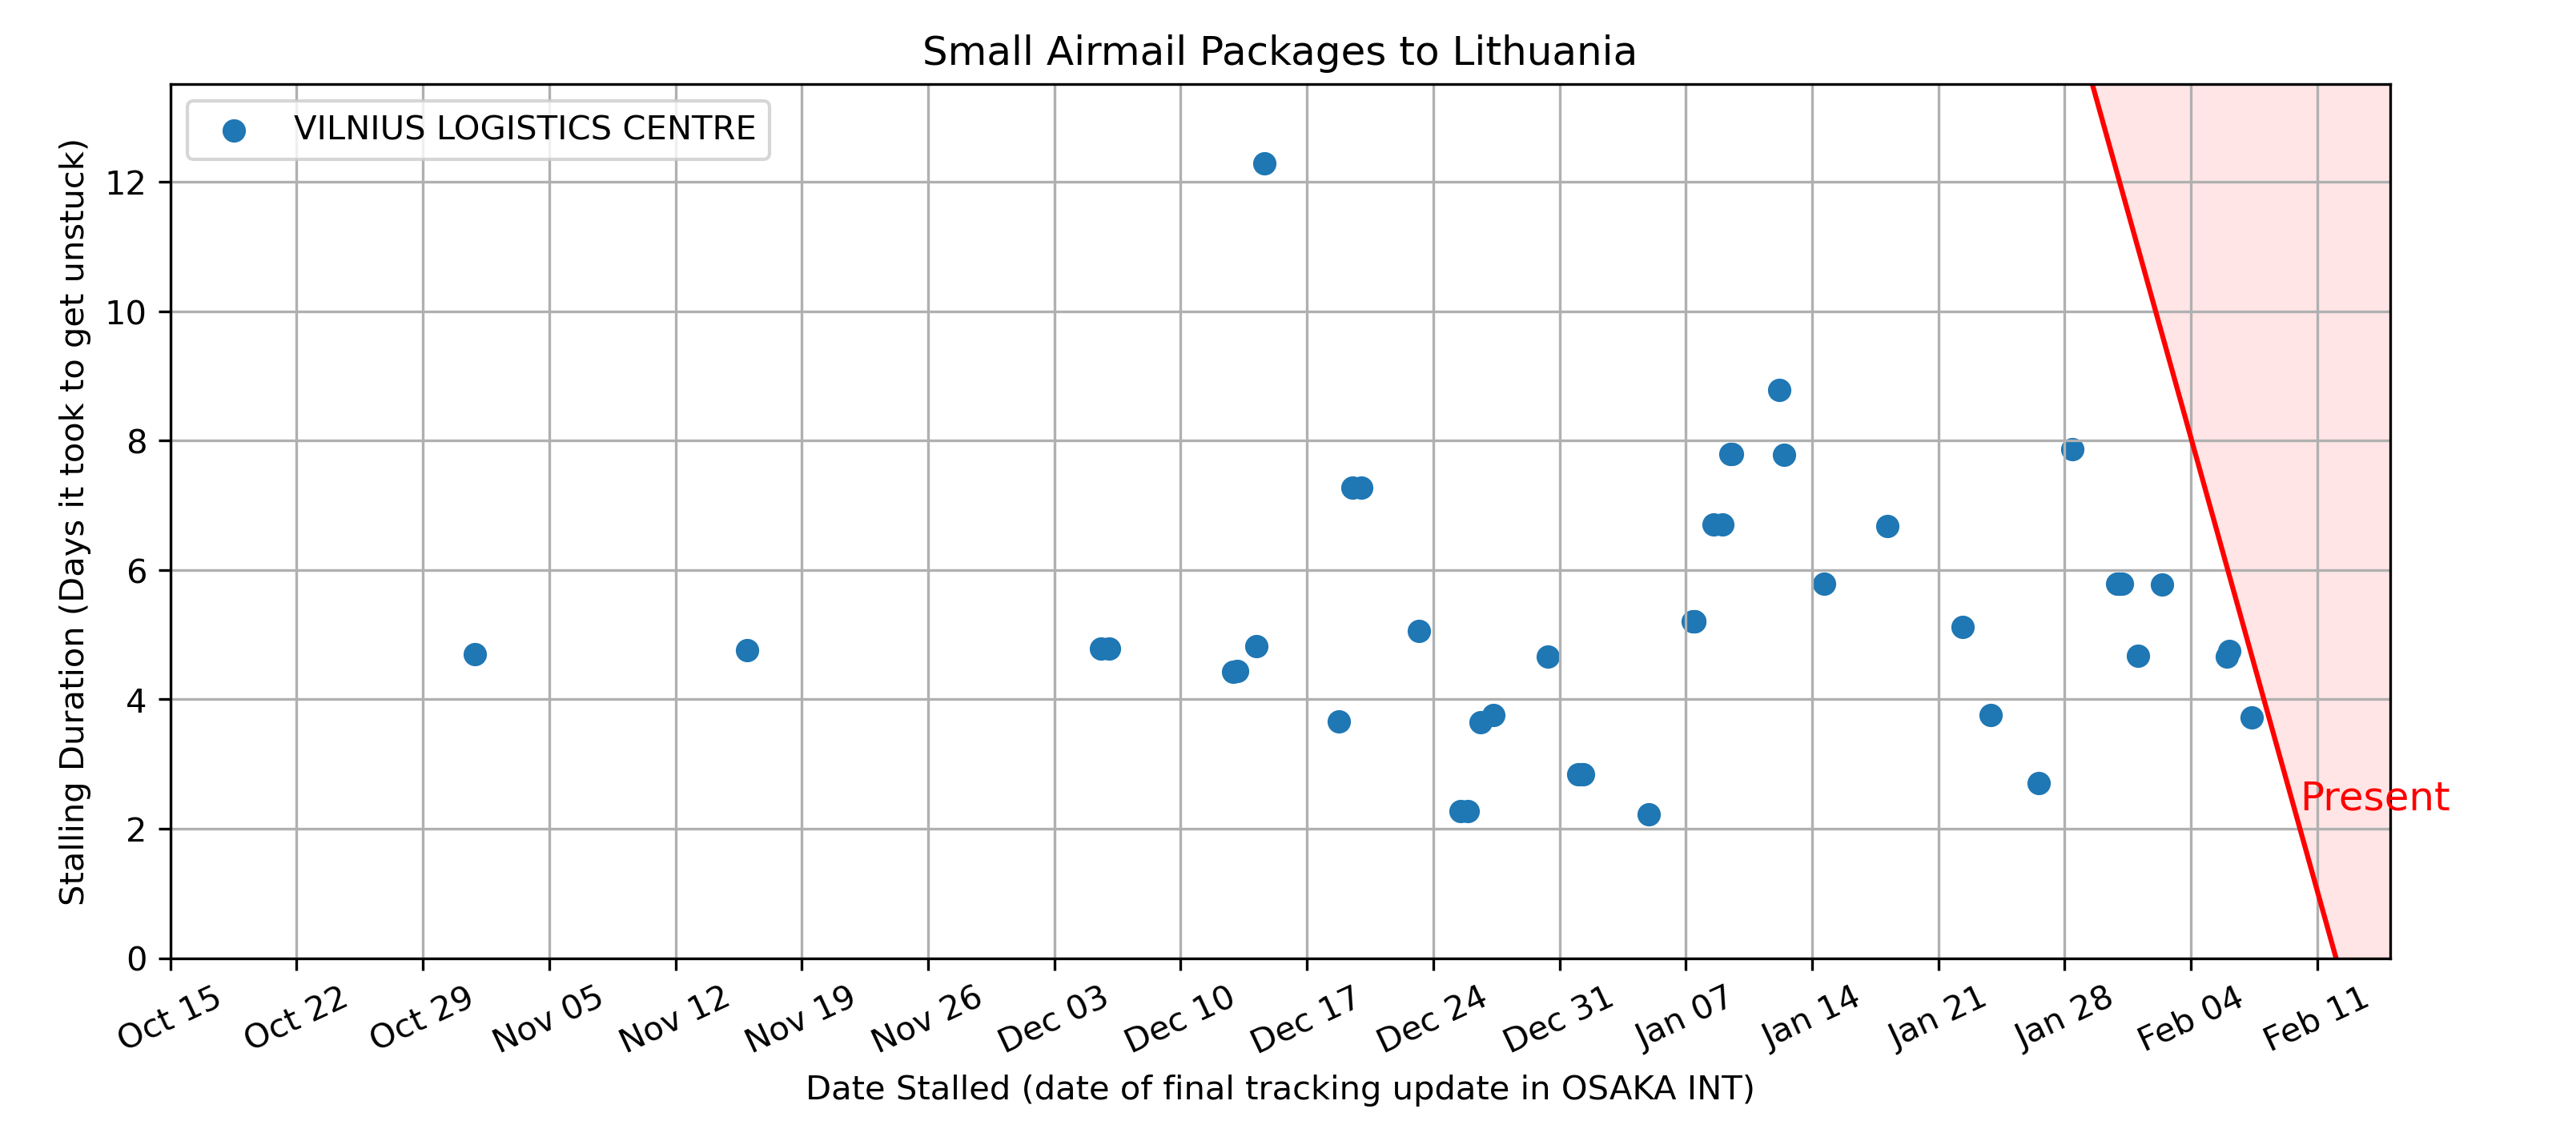 Small Airmail Packages to Lithuania
VILNIUS LOGISTICS CENTRE
Stalling Duration (Days it took to get unstuck)
12
10
8
6
4
2
0
Present
Oct 15
Oct 22
Oct 29
Nov 05
Nov 12
Nov 19
Nov 26
Dec 03
Dec 10
Dec 17
Dec 24
Dec 31
Jan 07
Jan 14
Jan 21
Jan 28
Feb 04
Feb 11
Date Stalled (date of final tracking update in OSAKA INT)